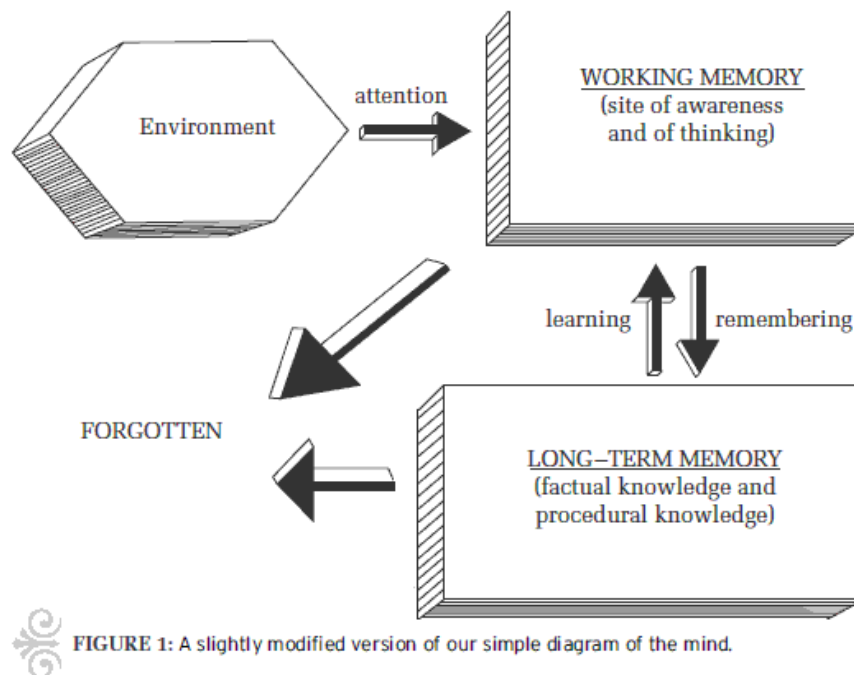 Environment
attention
WORKING MEMORY
(site of awareness
and of thinking)
learning
remembering
FORGOTTEN
LONG–TERM MEMORY
(factual knowledge and
procedural knowledge)
FIGURE 1: A slightly modified version of our simple diagram of the mind.